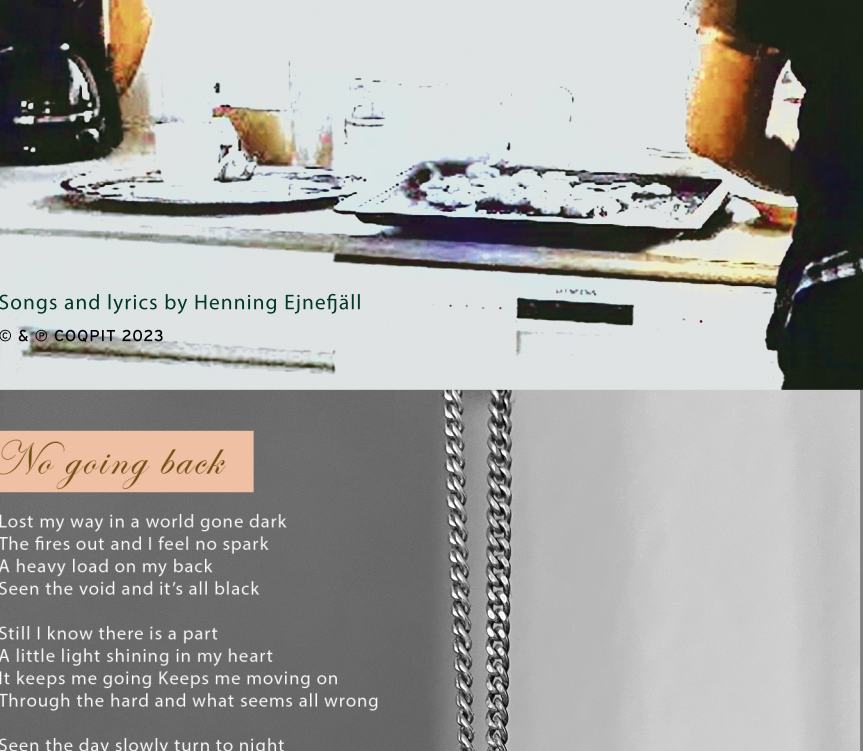 Songs and lyrics by Henning Ejnefjäll
© & ℗ COQPIT 2023
No going back
Lost my way in a world gone dark
The fires out and I feel no spark
A heavy load on my back
Seen the void and it’s all black
Still I know there is a part
A little light shining in my heart
It keeps me going Keeps me moving on
Through the hard and what seems all wrong
Seen the day slowly turn to night